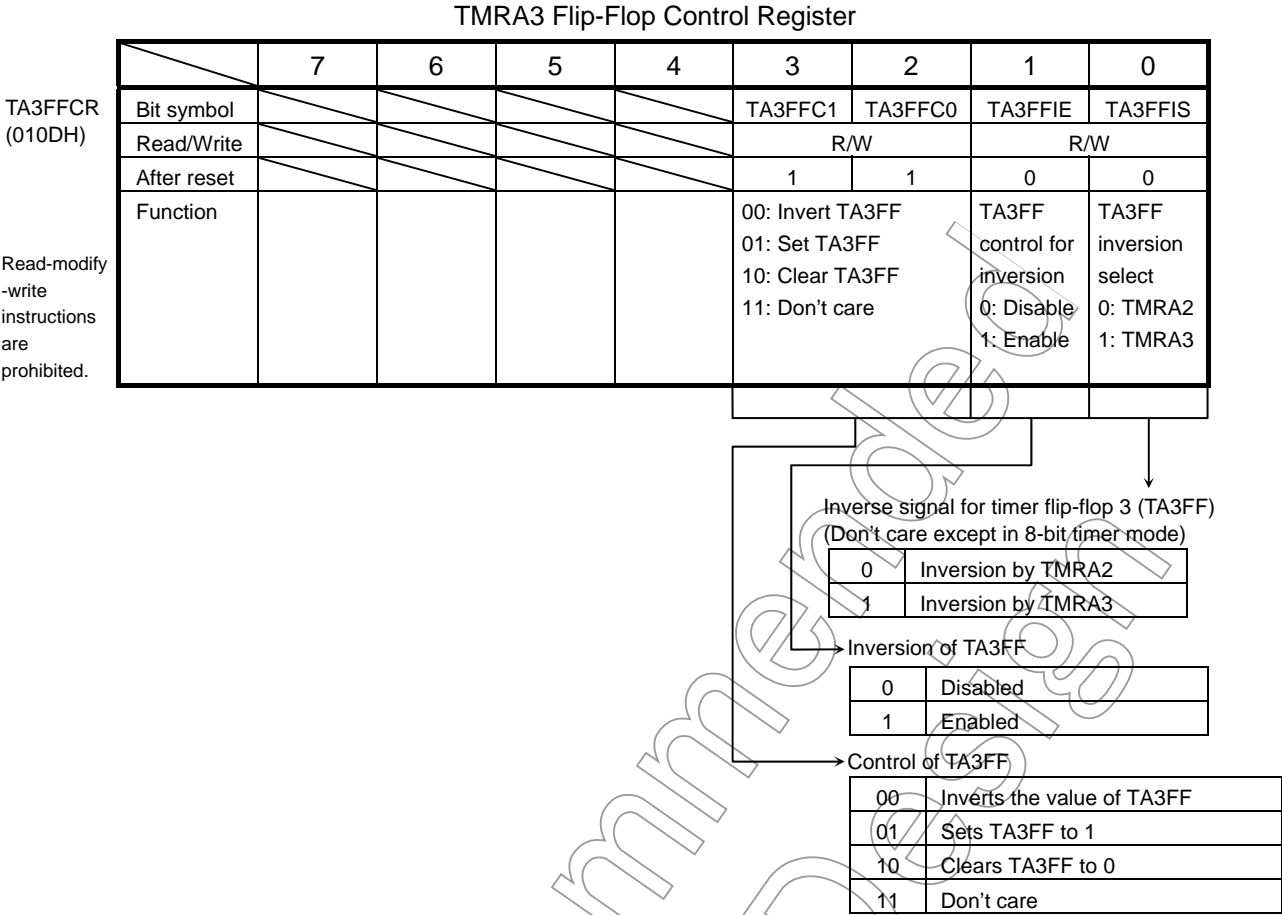 TMRA3 Flip-Flop Control Register
7 6 5 4 3 2 1 0
TA3FFCR
(010DH)
Bit symbol TA3FFC1 TA3FFC0 TA3FFIE TA3FFIS
Read/Write R/W R/W
After reset 1 1 0 0
Function
00: Invert TA3FF
01: Set TA3FF
10: Clear TA3FF
11: Don't care
TA3FF
control for
inversion
0: Disable
1: Enable
TA3FF
inversion
select
0: TMRA2
1: TMRA3
Read-modify
-write
instructions
are
prohibited.
Inverse signal for timer flip-flop 3 (TA3FF)
(Don't care except in 8-bit timer mode)
0 Inversion by TMRA2
1 Inversion by TMRA3
Inversion of TA3FF
0 Disabled
1 Enabled
Control of TA3FF
00 Inverts the value of TA3FF
01 Sets TA3FF to 1
10 Clears TA3FF to 0
11 Don't care
mmended
Design